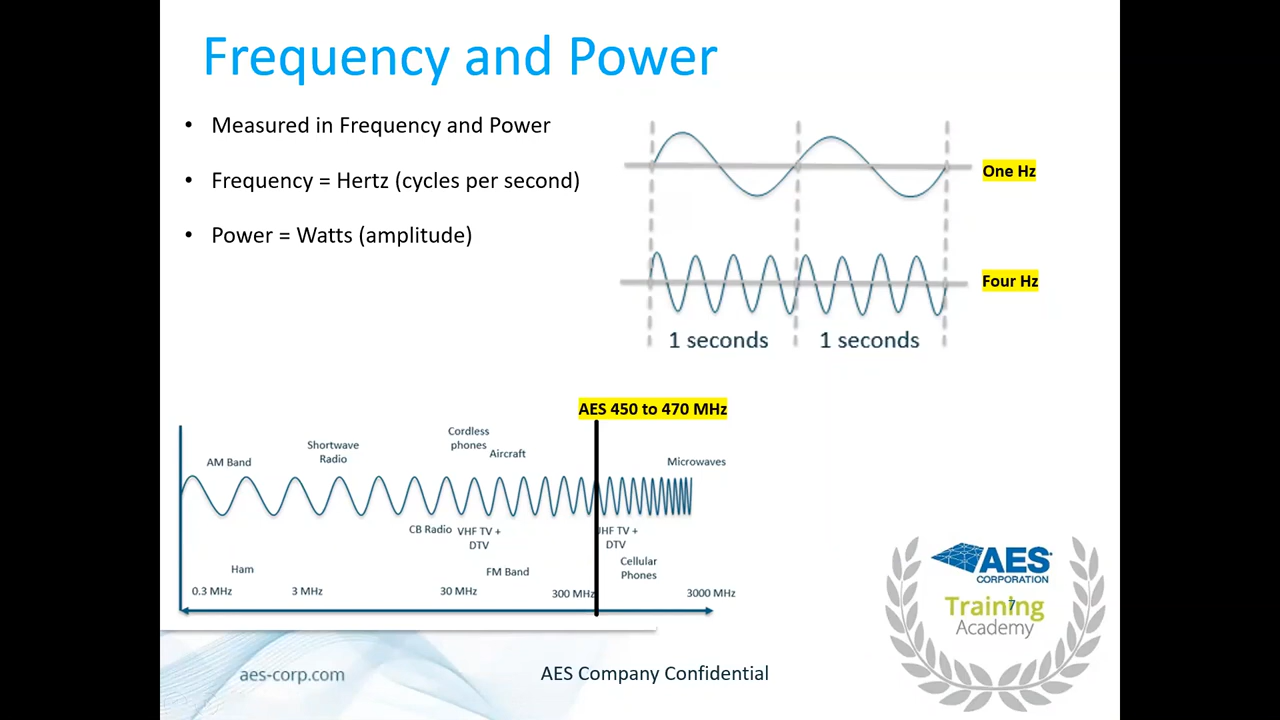 Frequency and Power
• Measured in Frequency and Power
• Frequency = Hertz (cycles per second)
• Power = Watts (amplitude)
One Hz
Four Hz
1 seconds 1 seconds
AES 450 to 470 MHz
Cordless
phones
Aircraft
Shortwave
Radio
AM Band
Microwaves
CB Radio
VHF TV +
DTV
UHF TV +
DTV
Cellular
Phones
Ham
FM Band
0.3 MHz 3 MHz 30 MHz 300 MHz 3000 MHz
AES
CORPORATION
Training
7
Academy
aes-corp.com
AES Company Confidential